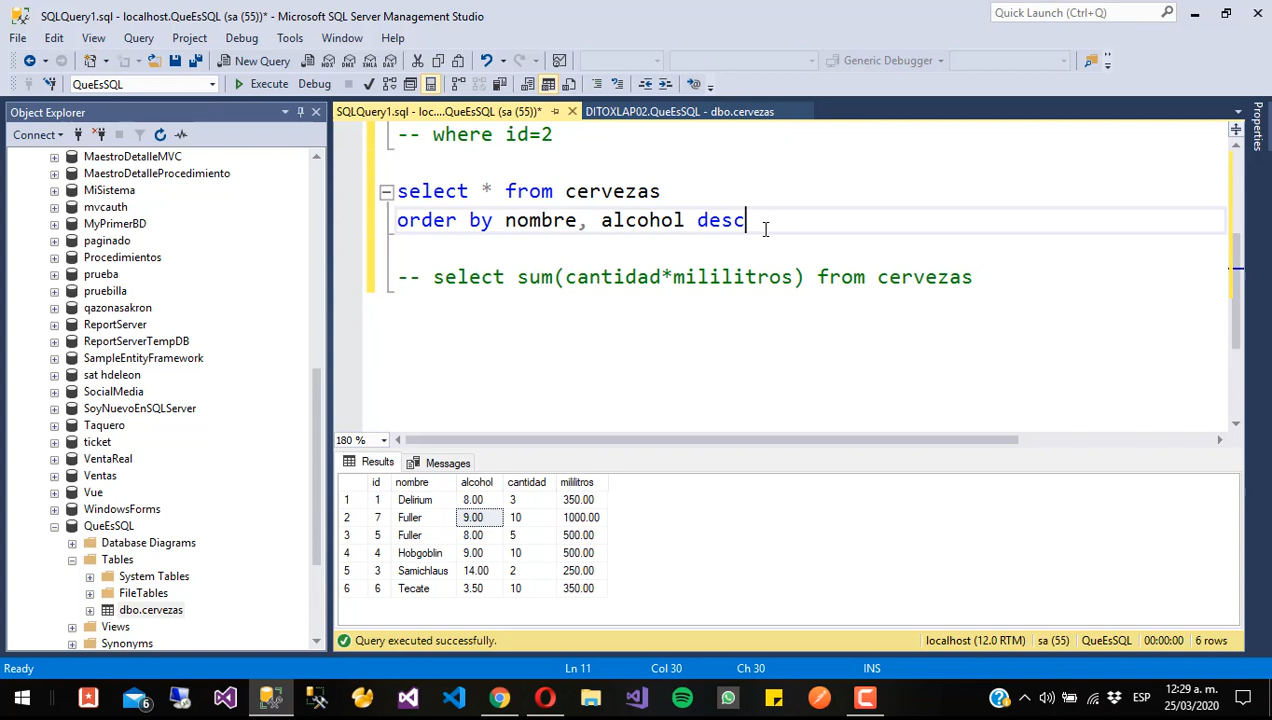 SQLQuery1.sql - localhost.QueEsSQL (sa (55))* - Microsoft SQL Server Management Studio
Quick Launch (Ctrl+Q)
File Edit View Query Project Debug Tools Window Help
New Query
Generic Debugger
QueEsSQL
Execute Debug
Object Explorer
SQLQuery1.sql - loc....QueEsSQL (sa (55))*
DITOXLAP02.QueEsSQL - dbo.cervezas
Properties
Connect
MaestroDetalleMVC
MaestroDetalleProcedimiento
MiSistema
mvcauth
MyPrimerBD
paginado
Procedimientos
prueba
pruebilla
qazonasakron
ReportServer
ReportServerTempDB
SampleEntityFramework
sat hdeleon
SocialMedia
SoyNuevoEnSQLServer
Taquero
ticket
VentaReal
Ventas
Vue
WindowsForms
QueEsSQL
Database Diagrams
Tables
System Tables
FileTables
dbo.cervezas
Views
Synonyms
-- where id=2
select * from cervezas
order by nombre, alcohol desc
-- select sum(cantidad*mililitros) from cervezas
180 %
Results Messages
id nombre alcohol cantidad mililitros
1 1 Delirium 8.00 3 350.00
2 7 Fuller 9.00 10 1000.00
3 5 Fuller 8.00 5 500.00
4 4 Hobgoblin 9.00 10 500.00
5 3 Samichlaus 14.00 2 250.00
6 6 Tecate 3.50 10 350.00
Query executed successfully.
localhost (12.0 RTM) sa (55) QueEsSQL 00:00:00 6 rows
Ready
Ln 11 Col 30 Ch 30 INS
6
ESP
12:29 a. m.
25/03/2020